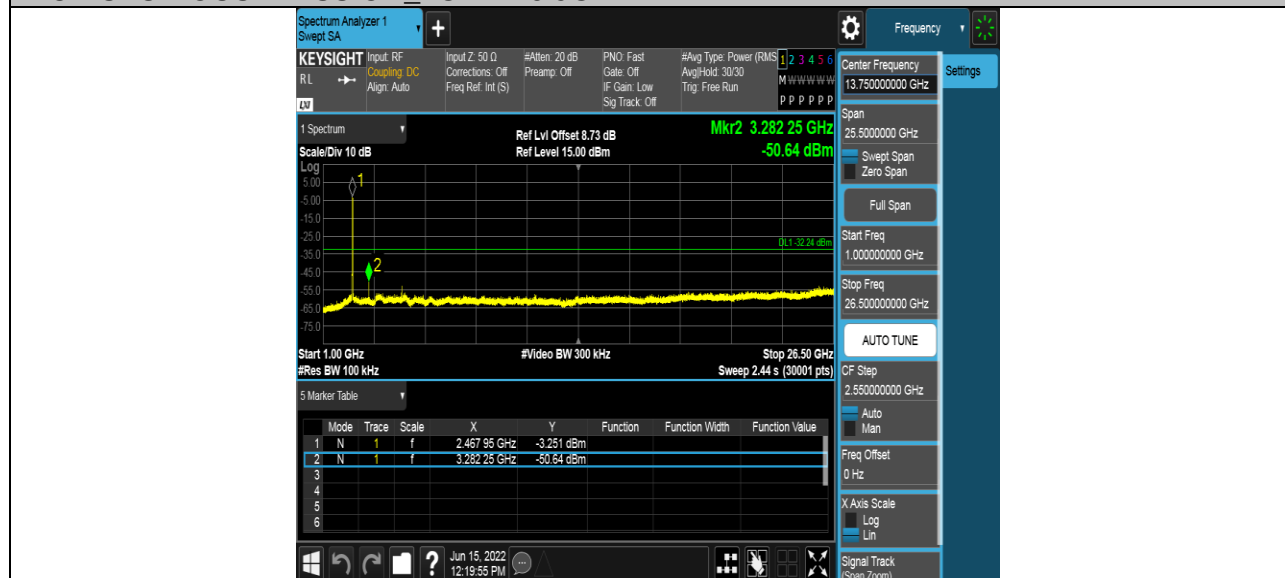 Spectrum Analyzer 1
Swept SA
+
Frequency
KEYSIGHT Input: RF Input Z: 50 Ω #Atten: 20 dB PNO: Fast #Avg Type: Power (RMS 1 2 3 4 5 6
RL Coupling: DC Corrections: Off Preamp: Off Gate: Off Avg|Hold: 30/30 M W W W W W
Align: Auto Freq Ref: Int (S) IF Gain: Low Trig: Free Run
LXI Sig Track: Off P P P P P P
Center Frequency
13.750000000 GHz
Settings
1 Spectrum
Ref Lvl Offset 8.73 dB
Mkr2 3.282 25 GHz
Scale/Div 10 dB Ref Level 15.00 dBm -50.64 dBm
Log
5.00
-5.00
-15.0
-25.0
-35.0
-45.0
-55.0
-65.0
-75.0
1
2
DL1 -32.24 dBm
Start 1.00 GHz #Video BW 300 kHz Stop 26.50 GHz
#Res BW 100 kHz Sweep 2.44 s (30001 pts)
Span
25.5000000 GHz
Swept Span
Zero Span
Full Span
Start Freq
1.000000000 GHz
Stop Freq
26.500000000 GHz
AUTO TUNE
CF Step
2.550000000 GHz
Auto
Man
Freq Offset
0 Hz
X Axis Scale
Log
Lin
Signal Track
(Span Zoom)
5 Marker Table
Mode Trace Scale X Y Function Function Width Function Value
1 N 1 f 2.467 95 GHz -3.251 dBm
2 N 1 f 3.282 25 GHz -50.64 dBm
3
4
5
6
? Jun 15, 2022
12:19:55 PM